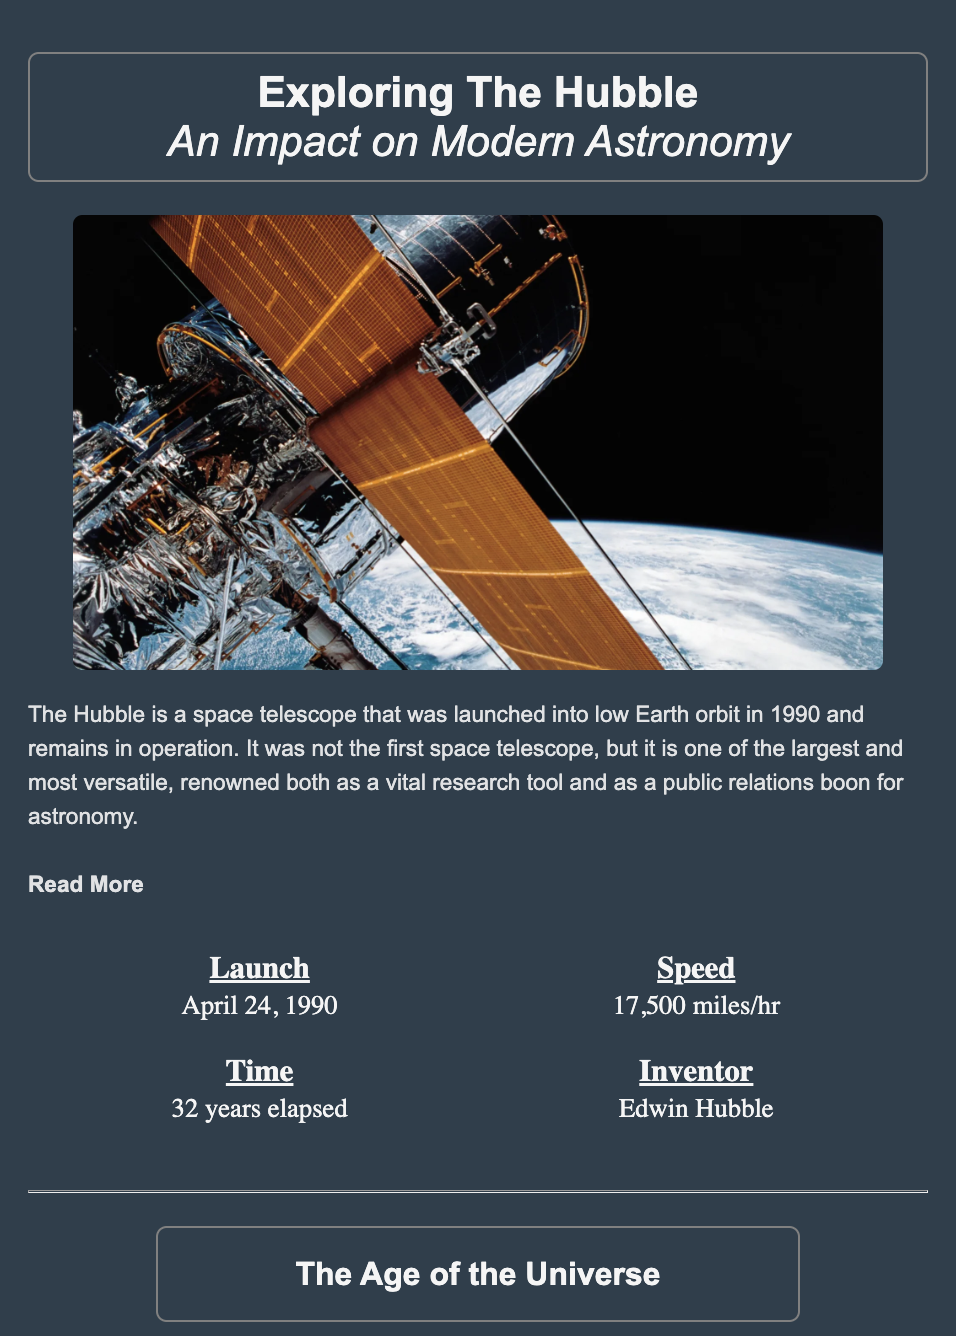 Exploring The Hubble
An Impact on Modern Astronomy
The Hubble is a space telescope that was launched into low Earth orbit in 1990 and
remains in operation. It was not the first space telescope, but it is one of the largest and
most versatile, renowned both as a vital research tool and as a public relations boon for
astronomy.
Read More
Launch
April 24, 1990
Speed
17,500 miles/hr
Time
32 years elapsed
Inventor
Edwin Hubble
The Age of the Universe